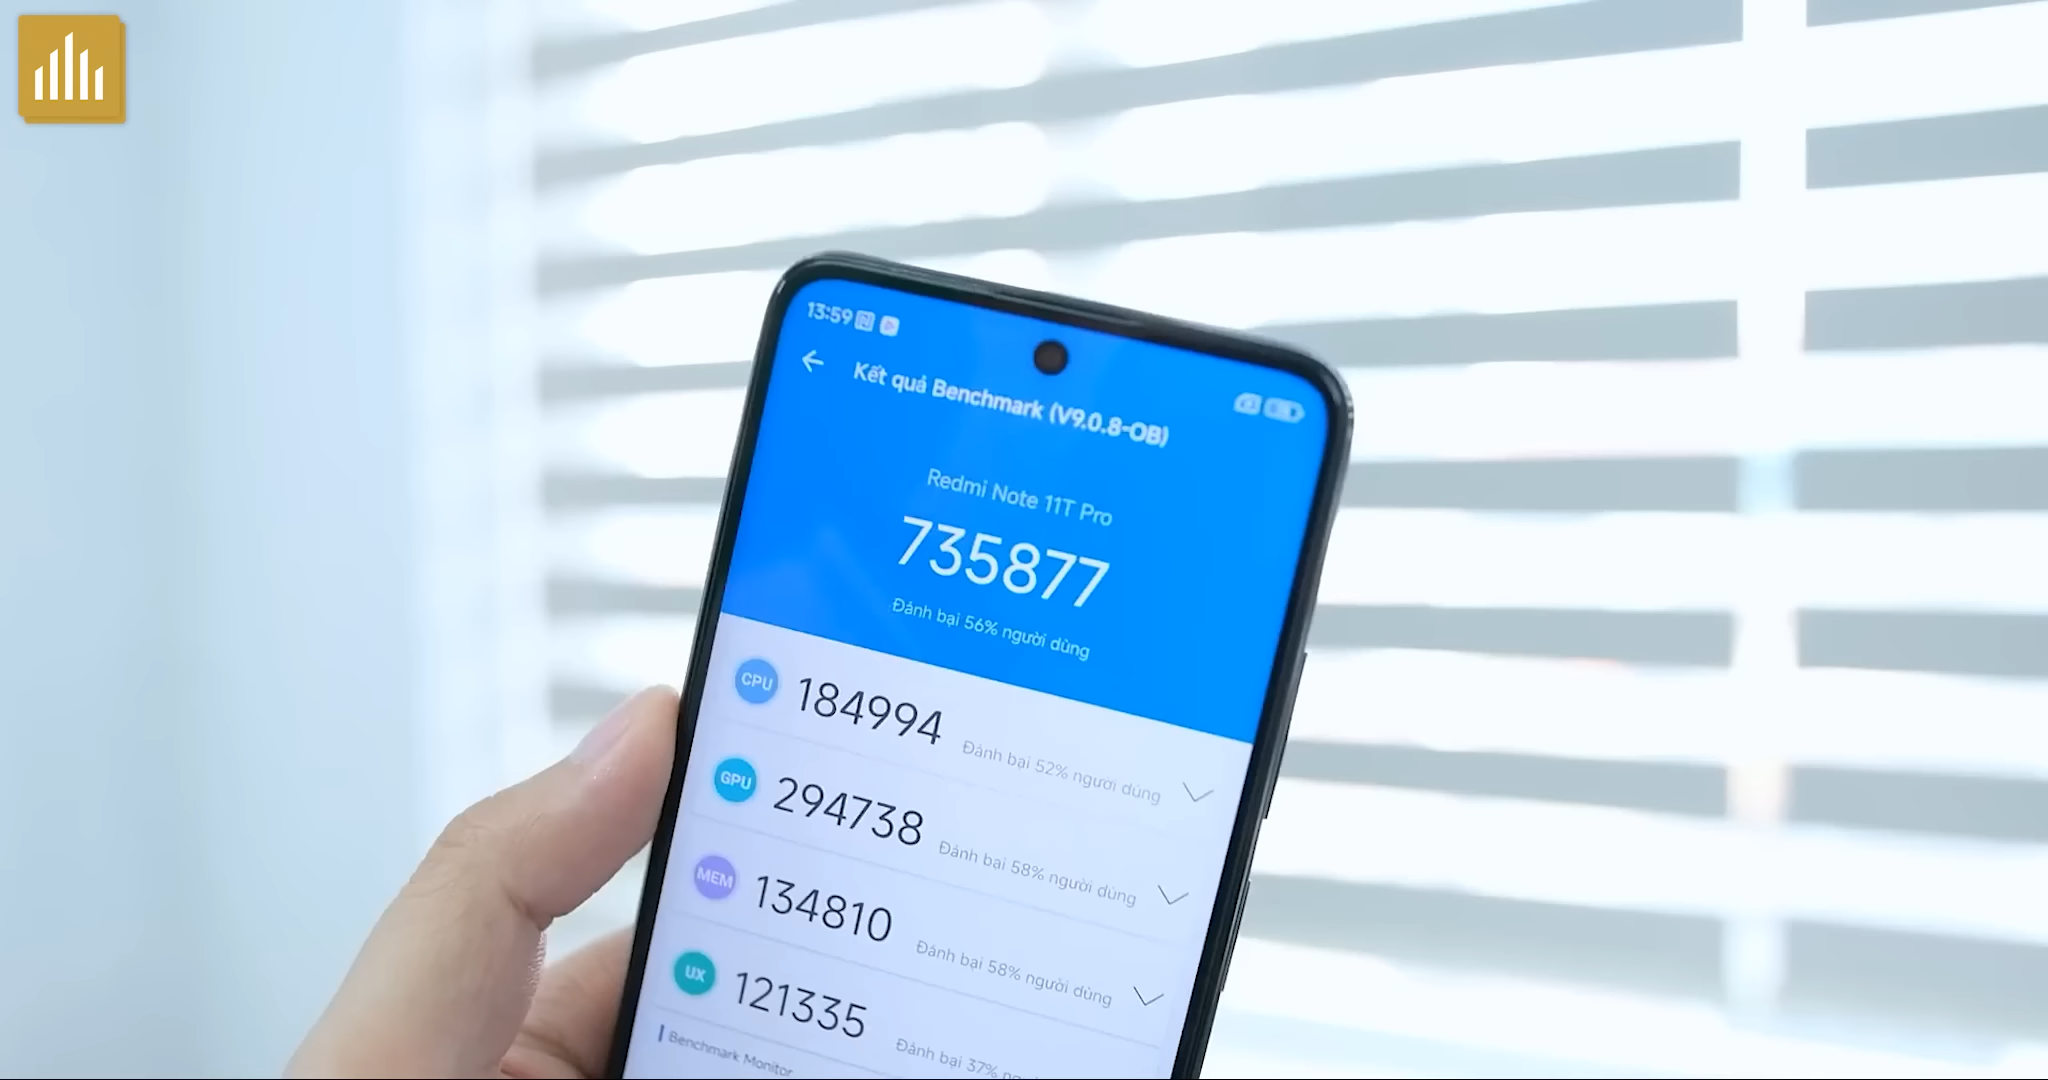 13:59
Kết quả Benchmark (V9.0.8-OB)
Redmi Note 11T Pro
735877
Đánh bại 56% người dùng
CPU 184994 Đánh bại 52% người dùng
GPU 294738 Đánh bại 58% người dùng
MEM 134810 Đánh bại 58% người dùng
UX 121335 Đánh bại 37%
Benchmark Monitor